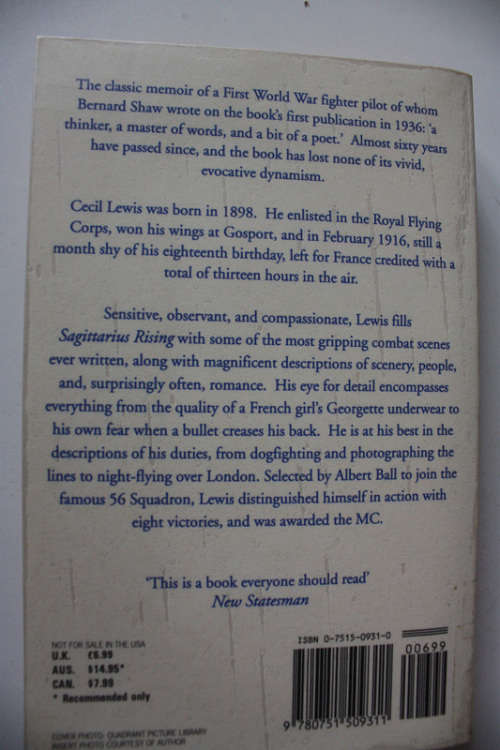 The classic memoir of a First World War fighter pilot of whom
Bernard Shaw wrote on the book's first publication in 1936: 'a
thinker, a master of words, and a bit of a poet.' Almost sixty years
have passed since, and the book has lost none of its vivid,
evocative dynamism.
Cecil Lewis was born in 1898. He enlisted in the Royal Flying
Corps, won his wings at Gosport, and in February 1916, still a
month shy of his eighteenth birthday, left for France credited with a
total of thirteen hours in the air.
Sensitive, observant, and compassionate, Lewis fills
Sagittarius Rising with some of the most gripping combat scenes
ever written, along with magnificent descriptions of scenery, people,
and, surprisingly often, romance. His eye for detail encompasses
everything from the quality of a French girl's Georgette underwear to
his own fear when a bullet creases his back. He is at his best in the
descriptions of his duties, from dogfighting and photographing the
lines to night-flying over London. Selected by Albert Ball to join the
famous 56 Squadron, Lewis distinguished himself in action with
eight victories, and was awarded the MC.
'This is a book everyone should read'
New Statesman
NOT FOR SALE IN THE USA
U.K. £6.99
AUS. $14.95*
CAN. $7.99
* Recommended only
ISBN 0-7515-0931-0
00699
9 780751 509311
COVER PHOTO: QUADRANT PICTURE LIBRARY
INSERT PHOTO COURTESY OF AUTHOR